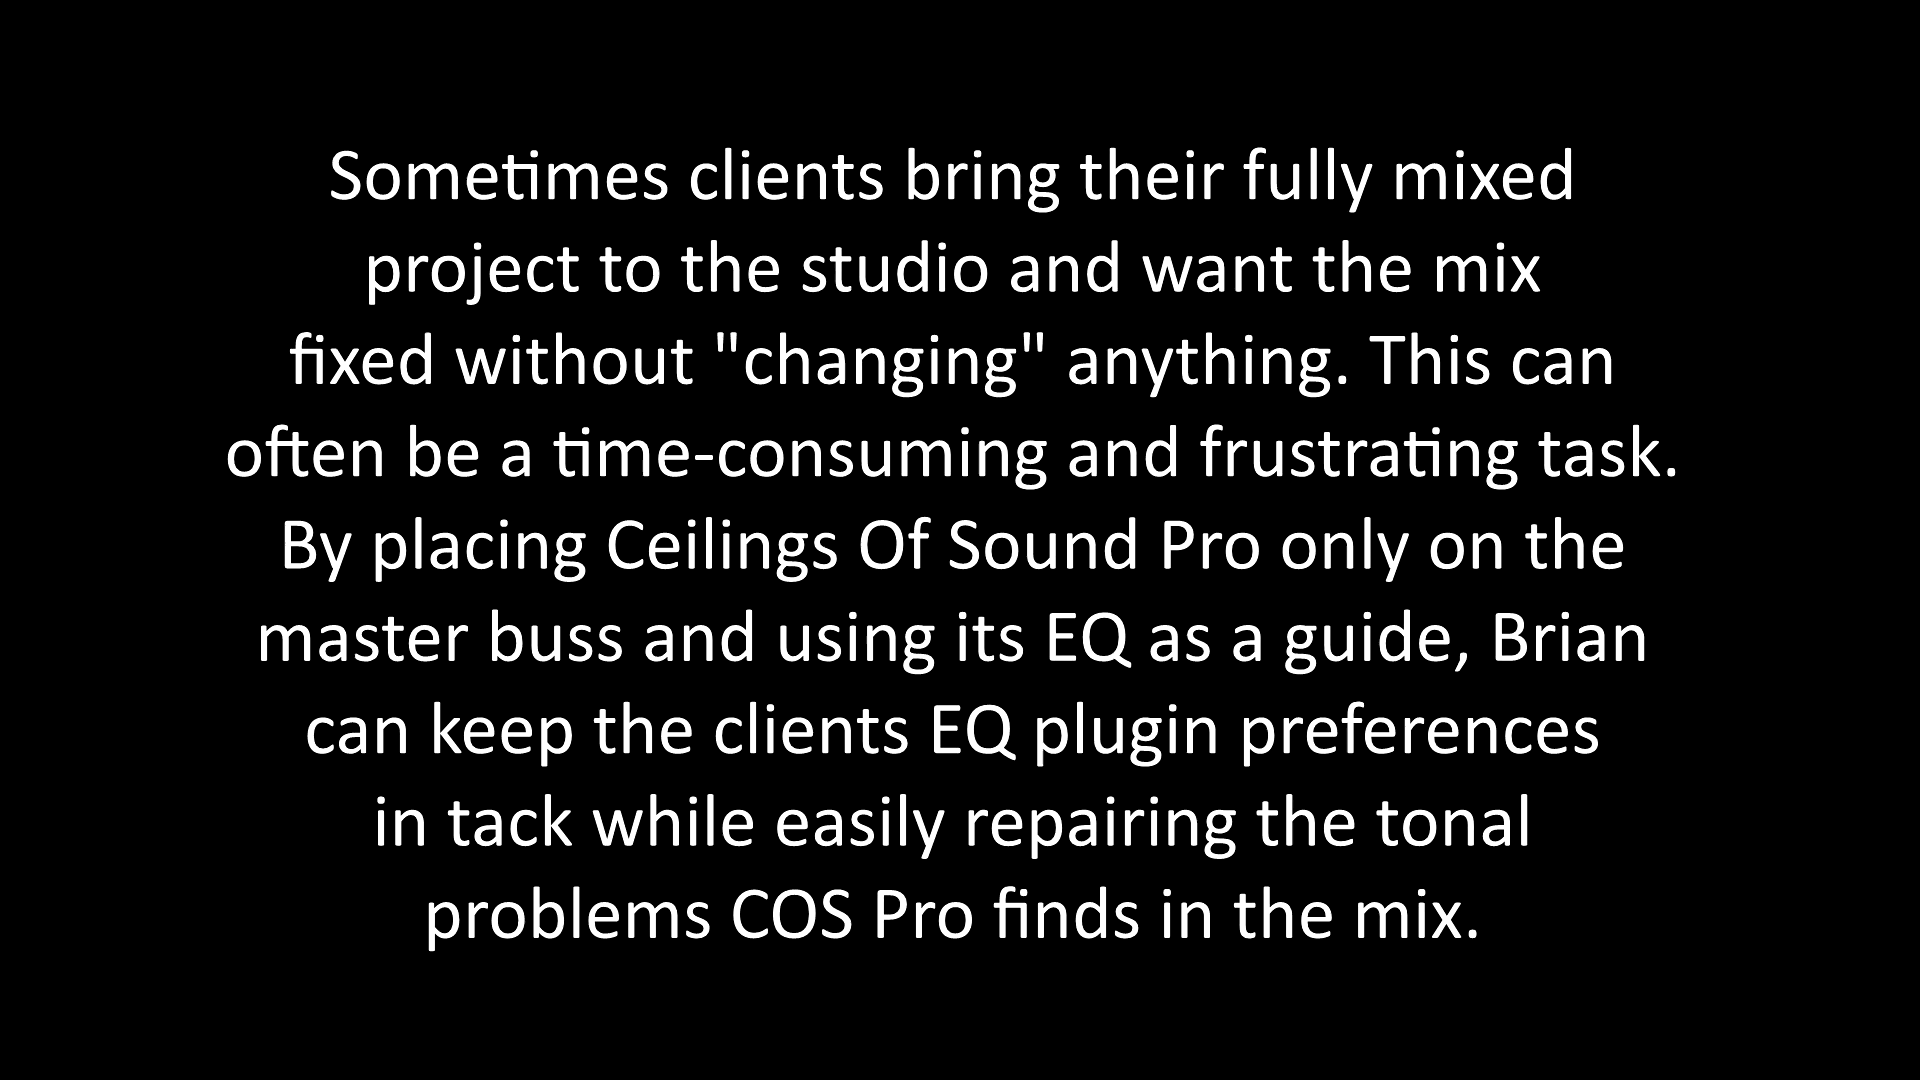 Sometimes clients bring their fully mixed
project to the studio and want the mix
fixed without "changing" anything. This can
often be a time-consuming and frustrating task.
By placing Ceilings Of Sound Pro only on the
master buss and using its EQ as a guide, Brian
can keep the clients EQ plugin preferences
in tack while easily repairing the tonal
problems COS Pro finds in the mix.